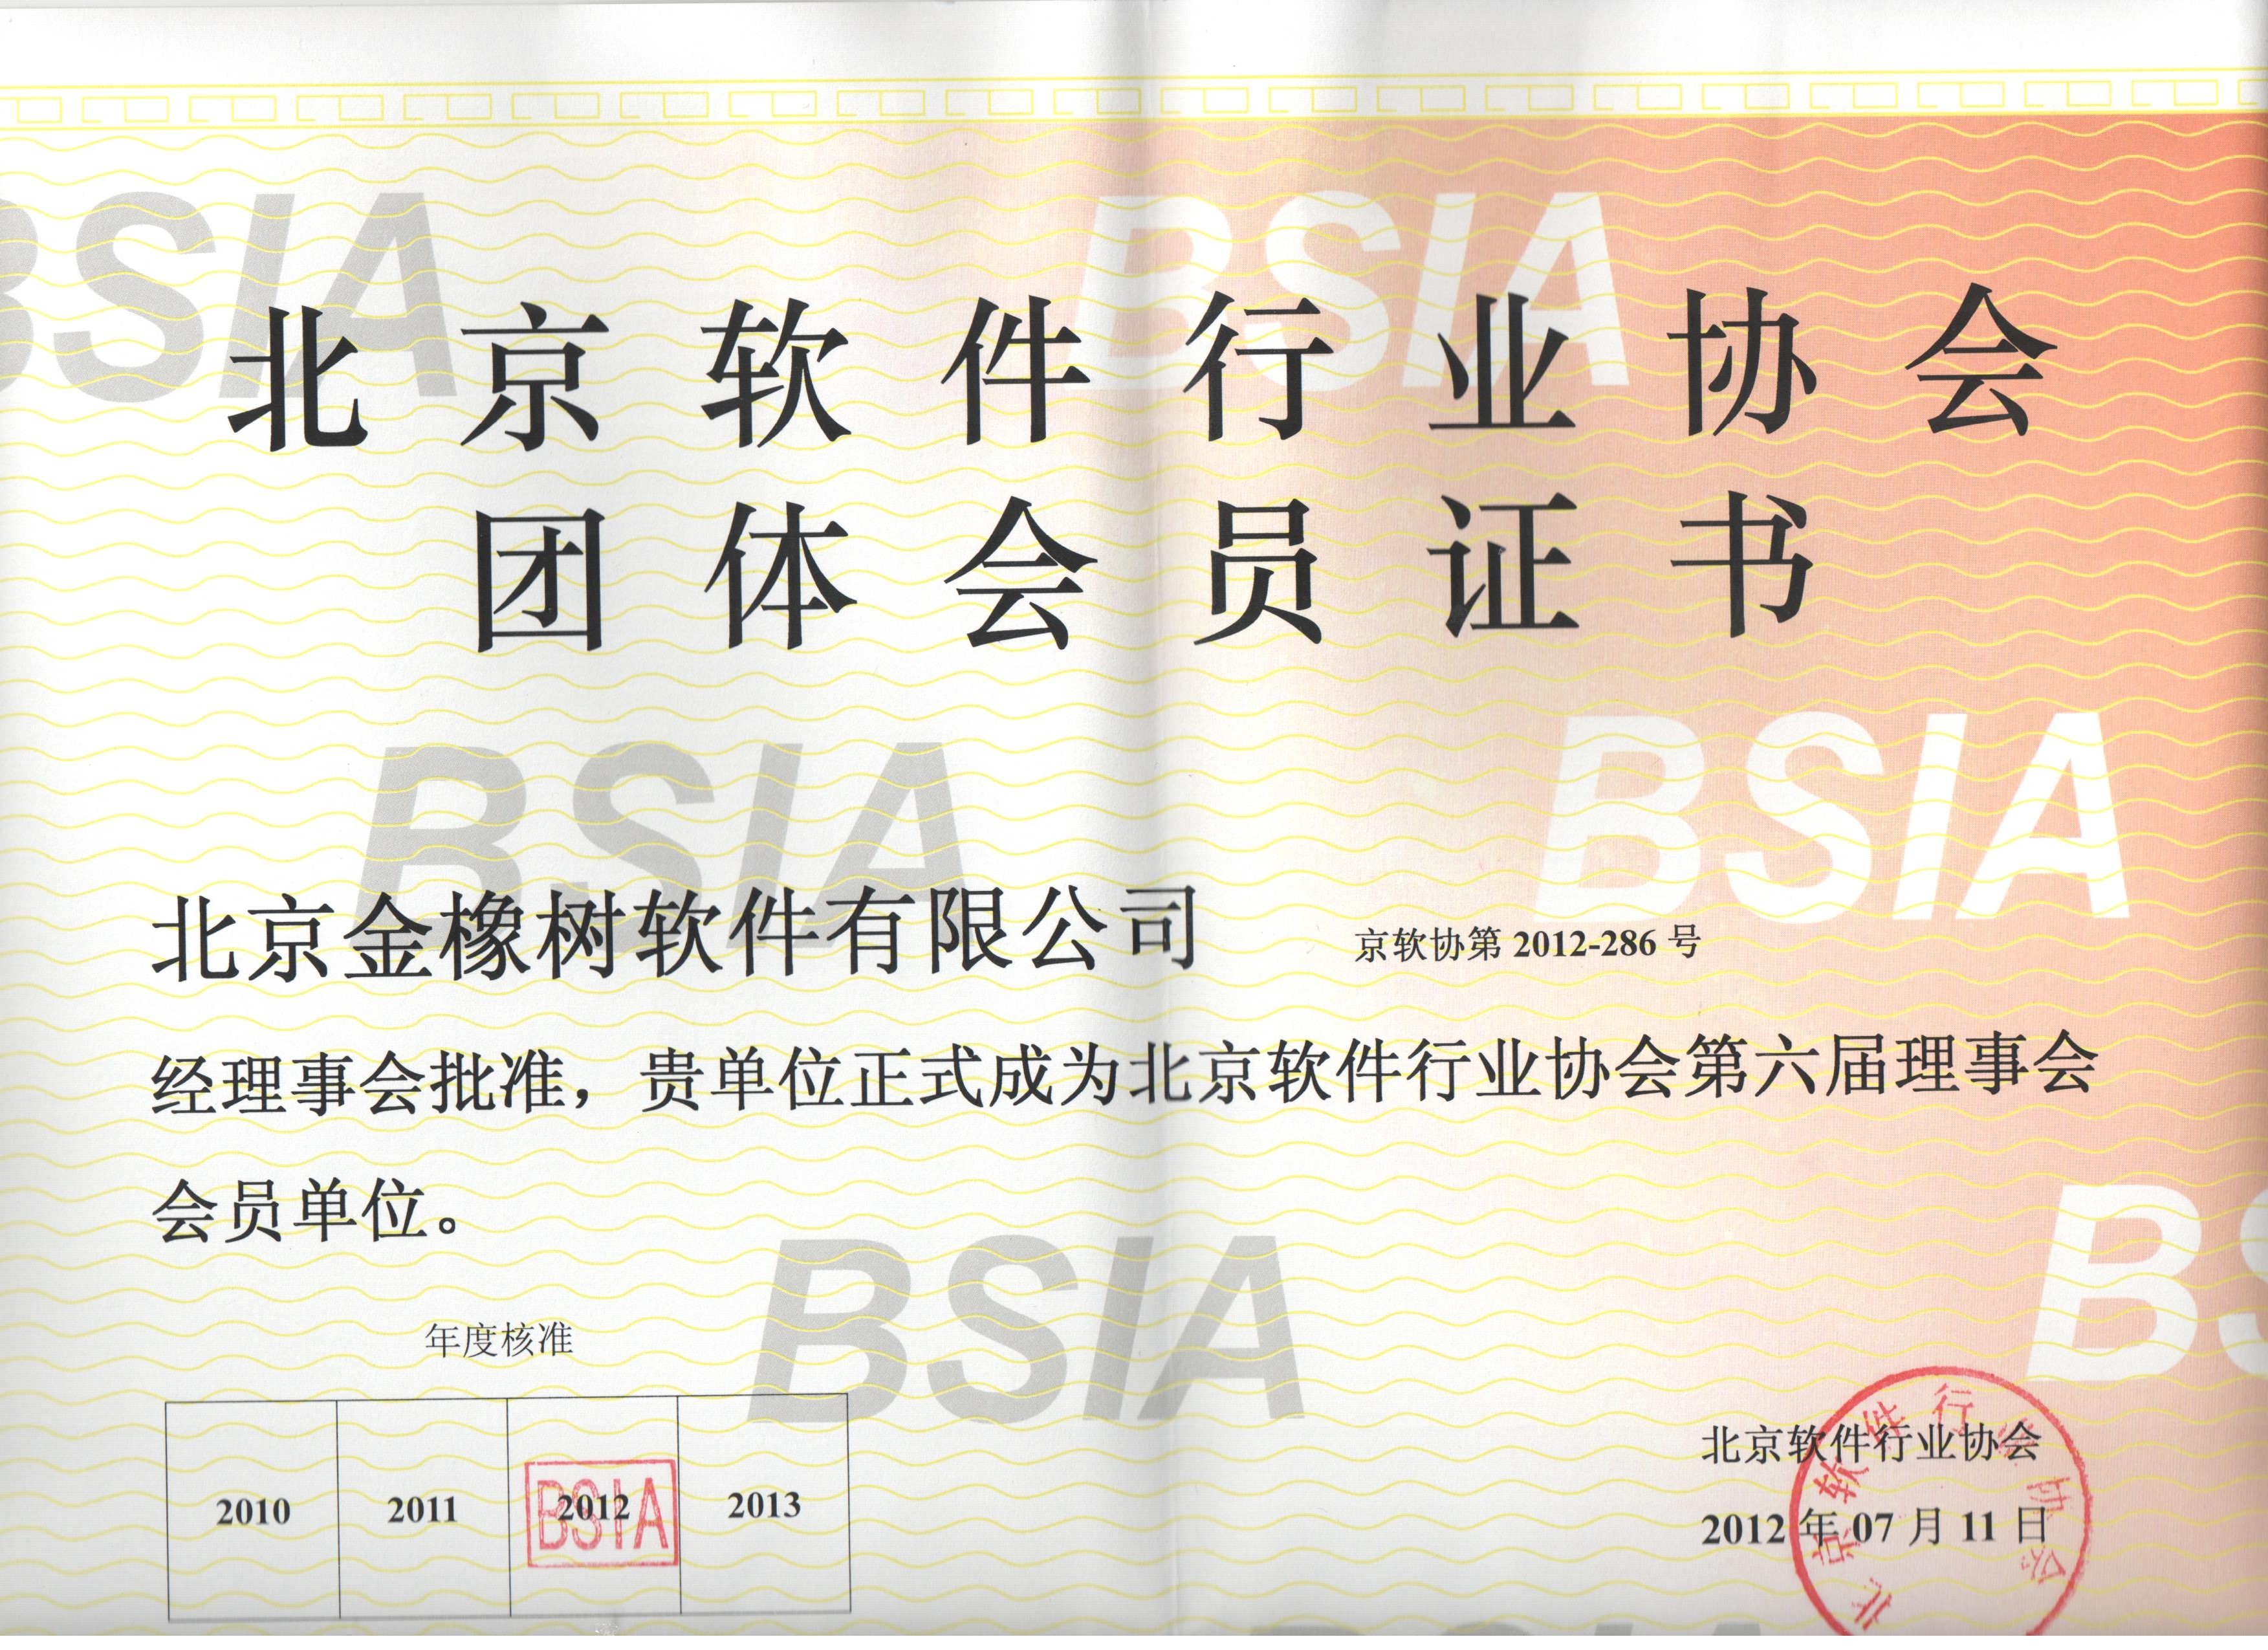 BSIA
BSIA
北京软件行业协会
团体会员证书
BSIA
BSIA
北京金橡树软件有限公司
京软协第 2012-286 号
经理事会批准，贵单位正式成为北京软件行业协会第六届理事会
会员单位。
BS
BSIA
年度核准
2010 2011 2012 2013
BSIA
北京软件行业协会
2012 年 07 月 11 日
北京软件行业协会